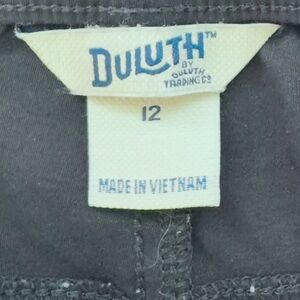 DULUTH™
BY
DULUTH
TRADING CO
12
MADE IN VIETNAM